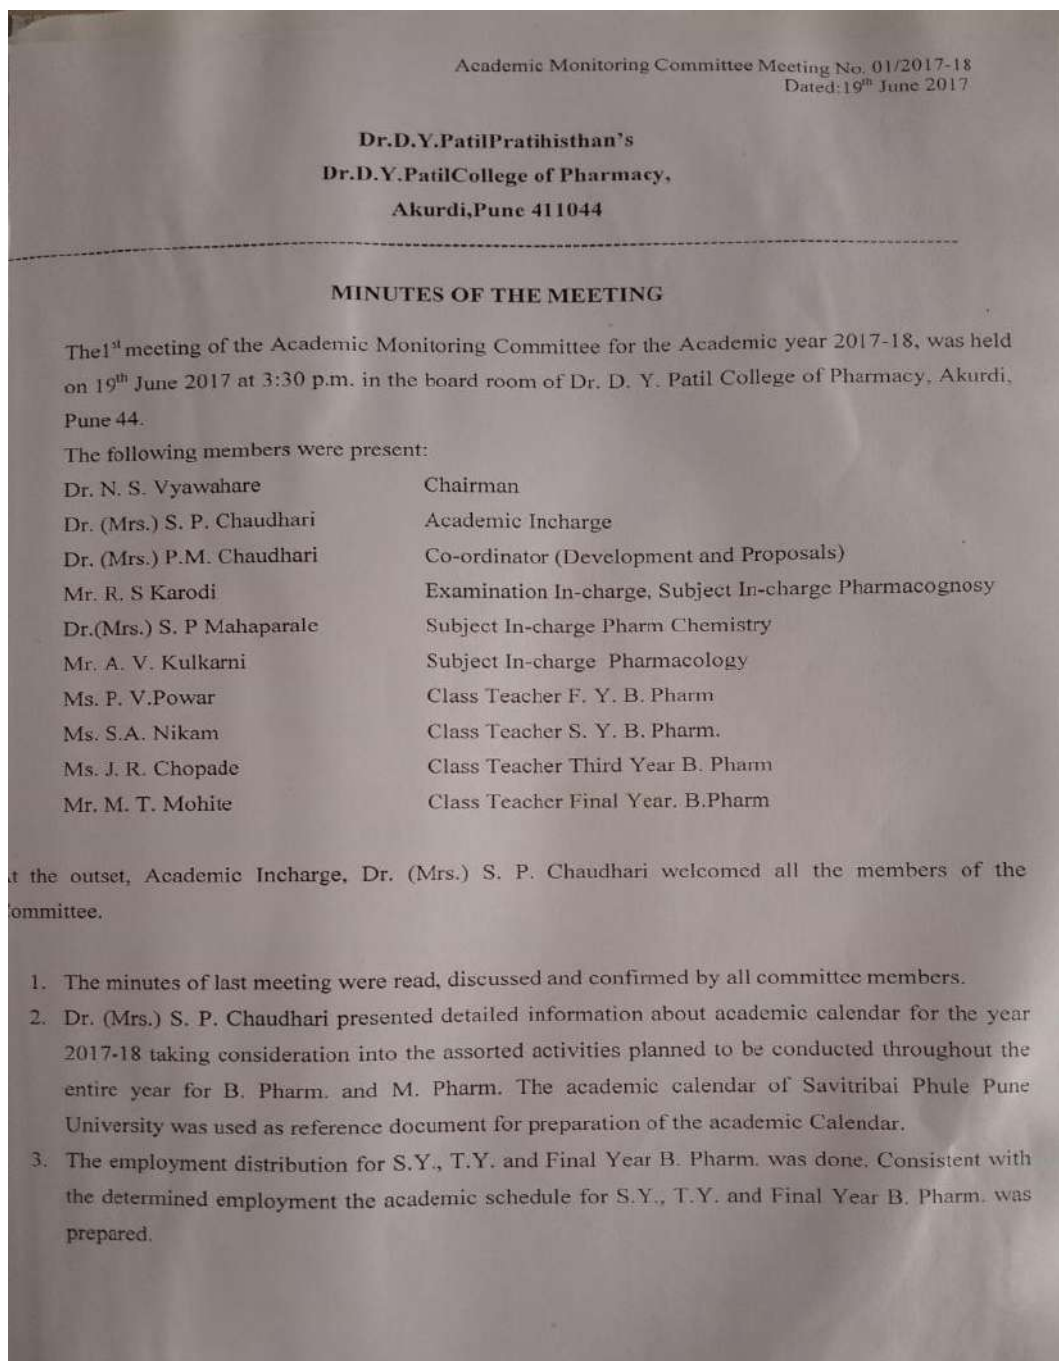 Academic Monitoring Committee Meeting No. 01/2017-18
Dated:19th June 2017
Dr.D.Y.PatilPratihisthan's
Dr.D.Y.PatilCollege of Pharmacy,
Akurdi,Pune 411044
MINUTES OF THE MEETING
The1st meeting of the Academic Monitoring Committee for the Academic year 2017-18, was held
on 19th June 2017 at 3:30 p.m. in the board room of Dr. D. Y. Patil College of Pharmacy, Akurdi,
Pune 44.
The following members were present:
Dr. N. S. Vyawahare Chairman
Dr. (Mrs.) S. P. Chaudhari Academic Incharge
Dr. (Mrs.) P.M. Chaudhari Co-ordinator (Development and Proposals)
Mr. R. S Karodi Examination In-charge, Subject In-charge Pharmacognosy
Dr.(Mrs.) S. P Mahaparale Subject In-charge Pharm Chemistry
Mr. A. V. Kulkarni Subject In-charge Pharmacology
Ms. P. V.Powar Class Teacher F. Y. B. Pharm
Ms. S.A. Nikam Class Teacher S. Y. B. Pharm.
Ms. J. R. Chopade Class Teacher Third Year B. Pharm
Mr. M. T. Mohite Class Teacher Final Year. B.Pharm
t the outset, Academic Incharge, Dr. (Mrs.) S. P. Chaudhari welcomed all the members of the
ommittee.
1. The minutes of last meeting were read, discussed and confirmed by all committee members.
2. Dr. (Mrs.) S. P. Chaudhari presented detailed information about academic calendar for the year
2017-18 taking consideration into the assorted activities planned to be conducted throughout the
entire year for B. Pharm. and M. Pharm. The academic calendar of Savitribai Phule Pune
University was used as reference document for preparation of the academic Calendar.
3. The employment distribution for S.Y., T.Y. and Final Year B. Pharm. was done. Consistent with
the determined employment the academic schedule for S.Y., T.Y. and Final Year B. Pharm. was
prepared.